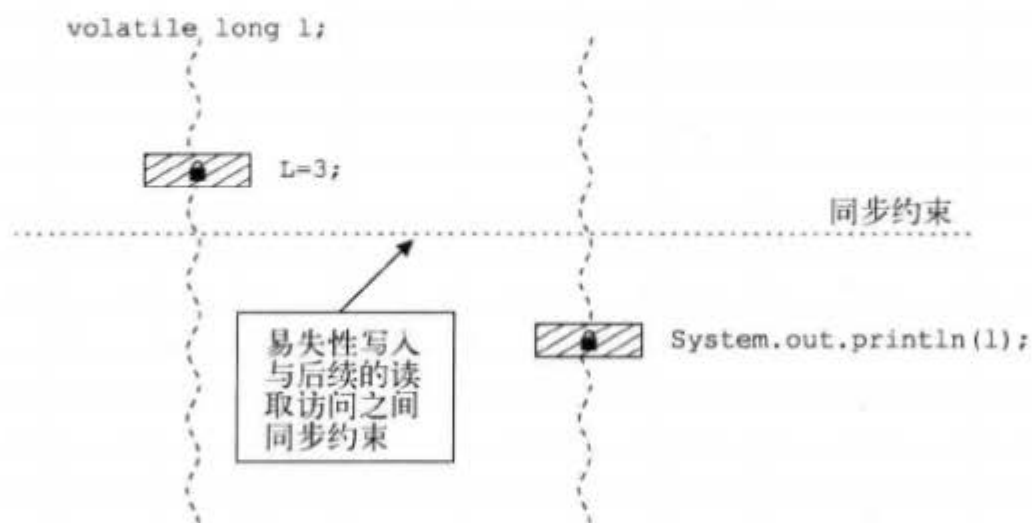 volatile long l;
L=3;
同步约束
易失性写入
与后续的读
取访问之间
同步约束
System.out.println(l);